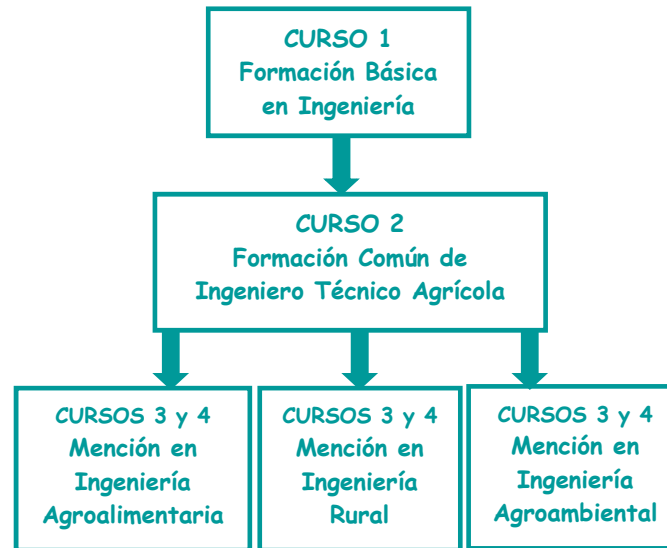 CURSO 1
Formación Básica
en Ingeniería
CURSO 2
Formación Común de
Ingeniero Técnico Agrícola
CURSOS 3 y 4
Mención en
Ingeniería
Agroalimentaria
CURSOS 3 y 4
Mención en
Ingeniería
Rural
CURSOS 3 y 4
Mención en
Ingeniería
Agroambiental